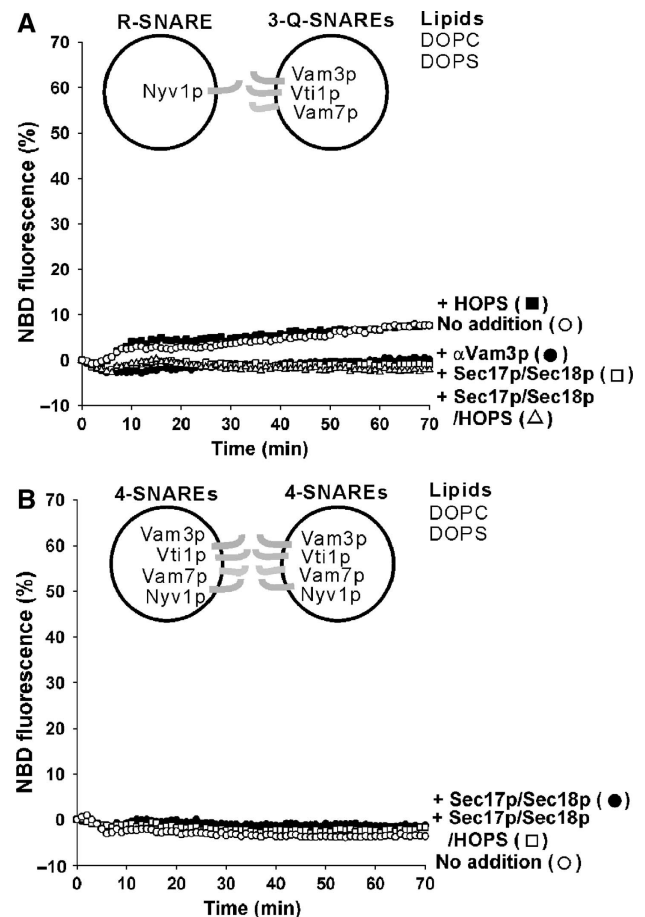 A
R-SNARE
3-Q-SNAREs
Lipids
DOPC
DOPS
Nyv1p
Vam3p
Vti1p
Vam7p
NBD fluorescence (%)
70
60
50
40
30
20
10
0
−10
0 10 20 30 40 50 60 70
Time (min)
+ HOPS (■)
No addition (○)
+ αVam3p (●)
+ Sec17p/Sec18p (□)
+ Sec17p/Sec18p
/HOPS (△)
B
4-SNAREs
4-SNAREs
Lipids
DOPC
DOPS
Vam3p
Vti1p
Vam7p
Nyv1p
Vam3p
Vti1p
Vam7p
Nyv1p
NBD fluorescence (%)
70
60
50
40
30
20
10
0
−10
0 10 20 30 40 50 60 70
Time (min)
+ Sec17p/Sec18p (●)
+ Sec17p/Sec18p
/HOPS (□)
No addition (○)